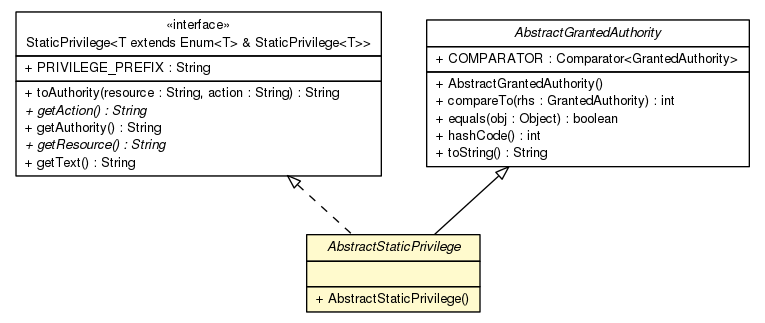 «interface»
StaticPrivilege<T extends Enum<T> & StaticPrivilege<T>>
+ PRIVILEGE_PREFIX : String
+ toAuthority(resource : String, action : String) : String
+ getAction() : String
+ getAuthority() : String
+ getResource() : String
+ getText() : String
AbstractGrantedAuthority
+ COMPARATOR : Comparator<GrantedAuthority>
+ AbstractGrantedAuthority()
+ compareTo(rhs : GrantedAuthority) : int
+ equals(obj : Object) : boolean
+ hashCode() : int
+ toString() : String
AbstractStaticPrivilege
+ AbstractStaticPrivilege()